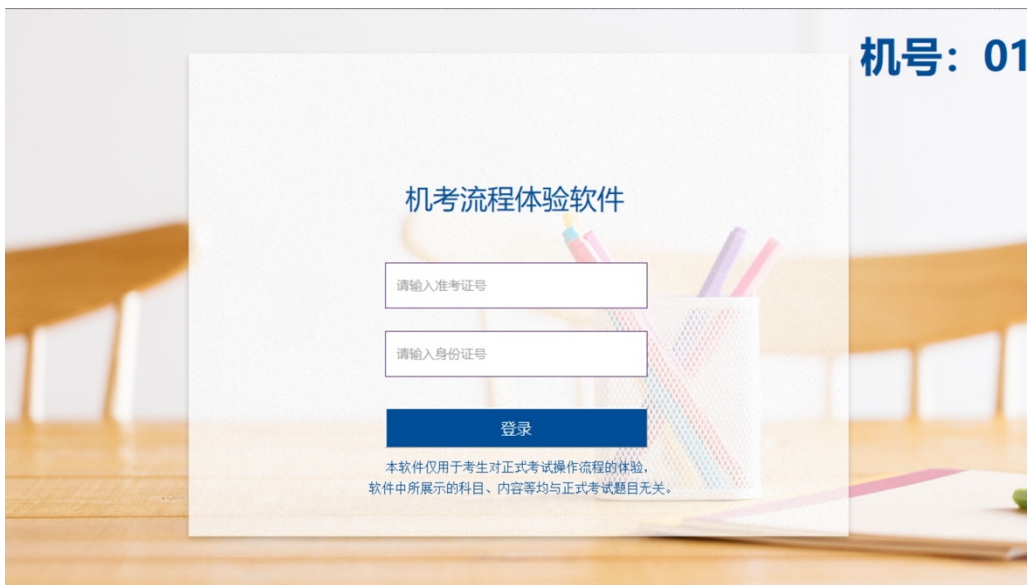 机号：01
机考流程体验软件
请输入准考证号
请输入身份证号
登录
本软件仅用于考生对正式考试操作流程的体验，
软件中所展示的科目、内容等均与正式考试题目无关。